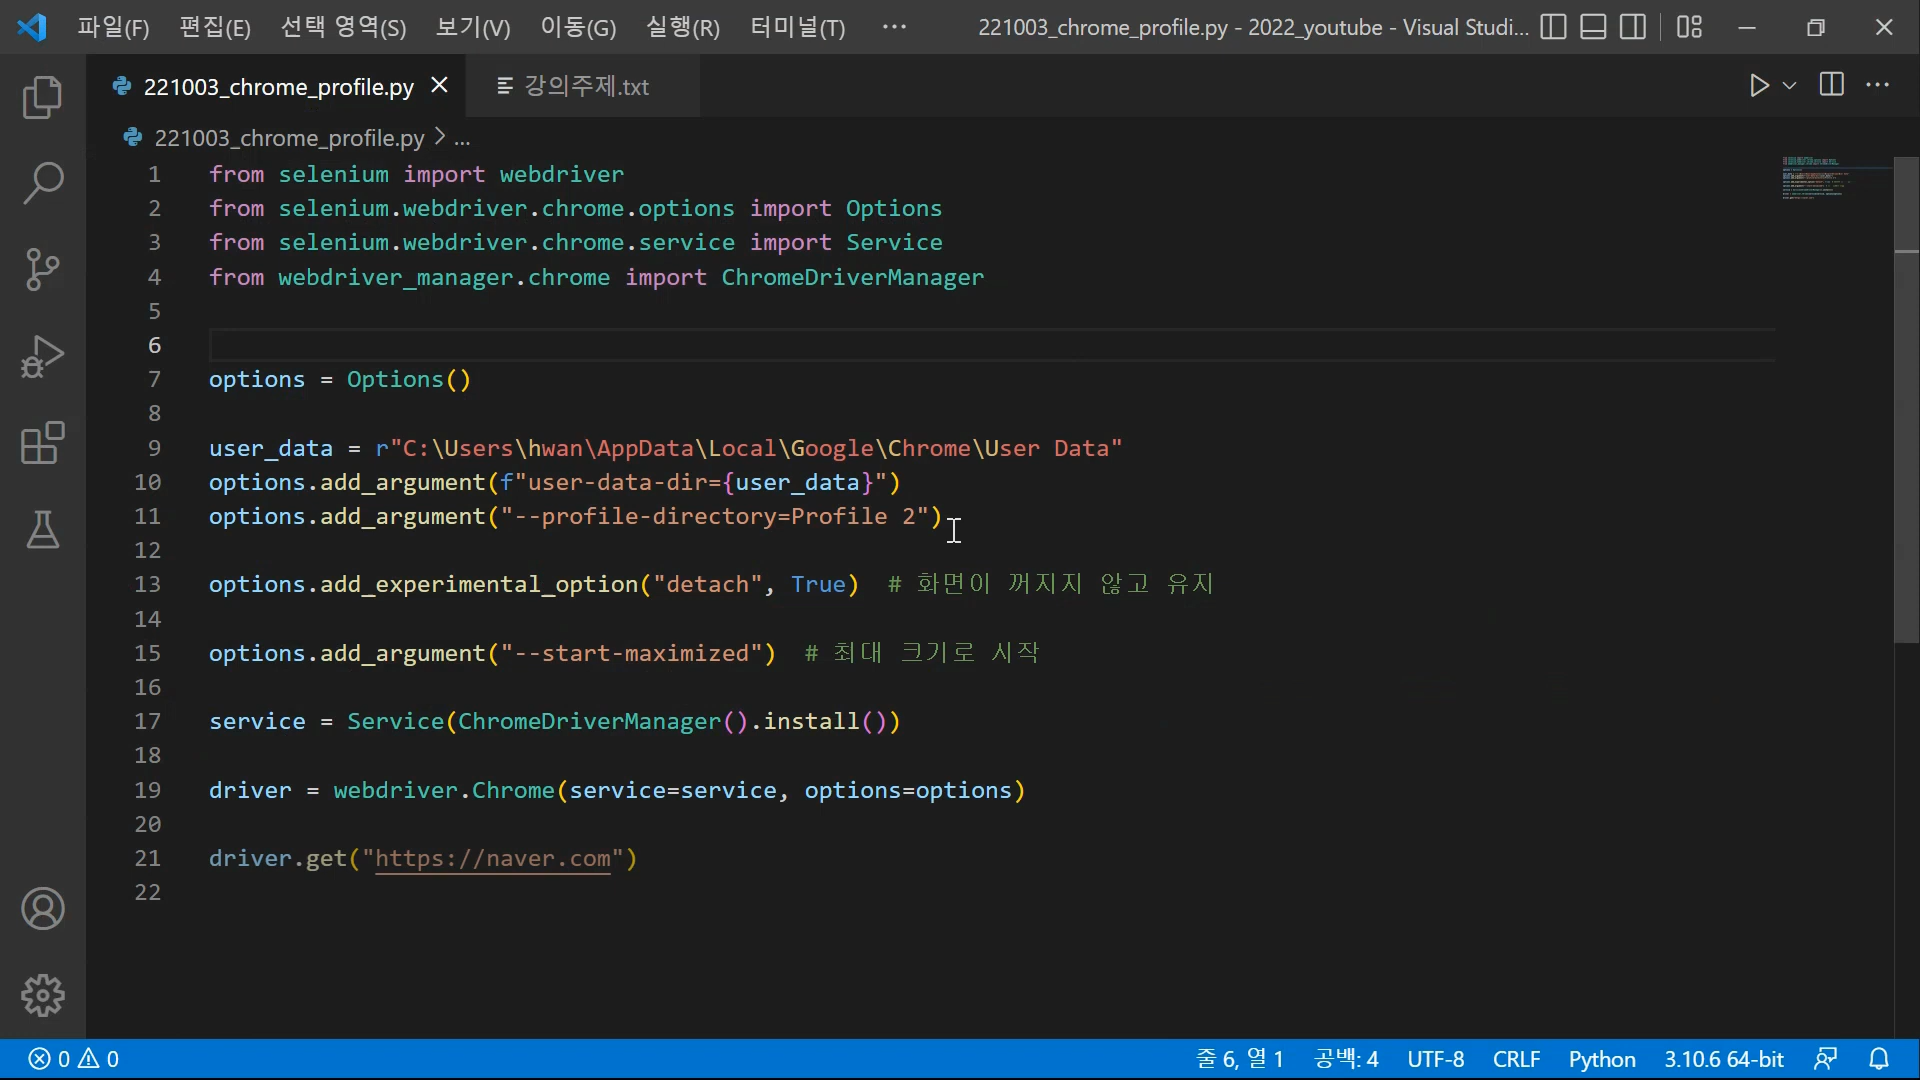 파일(F) 편집(E) 선택 영역(S) 보기(V) 이동(G) 실행(R) 터미널(T) ··· 221003_chrome_profile.py - 2022_youtube - Visual Studi...
221003_chrome_profile.py 강의주제.txt
221003_chrome_profile.py > ...
1 from selenium import webdriver
2 from selenium.webdriver.chrome.options import Options
3 from selenium.webdriver.chrome.service import Service
4 from webdriver_manager.chrome import ChromeDriverManager
5
6
7 options = Options()
8
9 user_data = r"C:\Users\hwan\AppData\Local\Google\Chrome\User Data"
10 options.add_argument(f"user-data-dir={user_data}")
11 options.add_argument("--profile-directory=Profile 2")
12
13 options.add_experimental_option("detach", True)  # 화면이 꺼지지 않고 유지
14
15 options.add_argument("--start-maximized")  # 최대 크기로 시작
16
17 service = Service(ChromeDriverManager().install())
18
19 driver = webdriver.Chrome(service=service, options=options)
20
21 driver.get("https://naver.com")
22
0 0 줄 6, 열 1 공백: 4 UTF-8 CRLF Python 3.10.6 64-bit